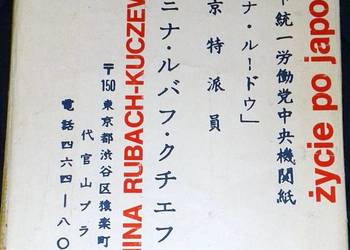 życie po japo
統一労働党中央機関紙
ナ・ルードゥ」
京特派員
ニナ・ルバフ・クチェフ
INA RUBACH-KUCZEW
〒150 東京都渋谷区猿楽町
代官山プラ
電話四六四ー八〇